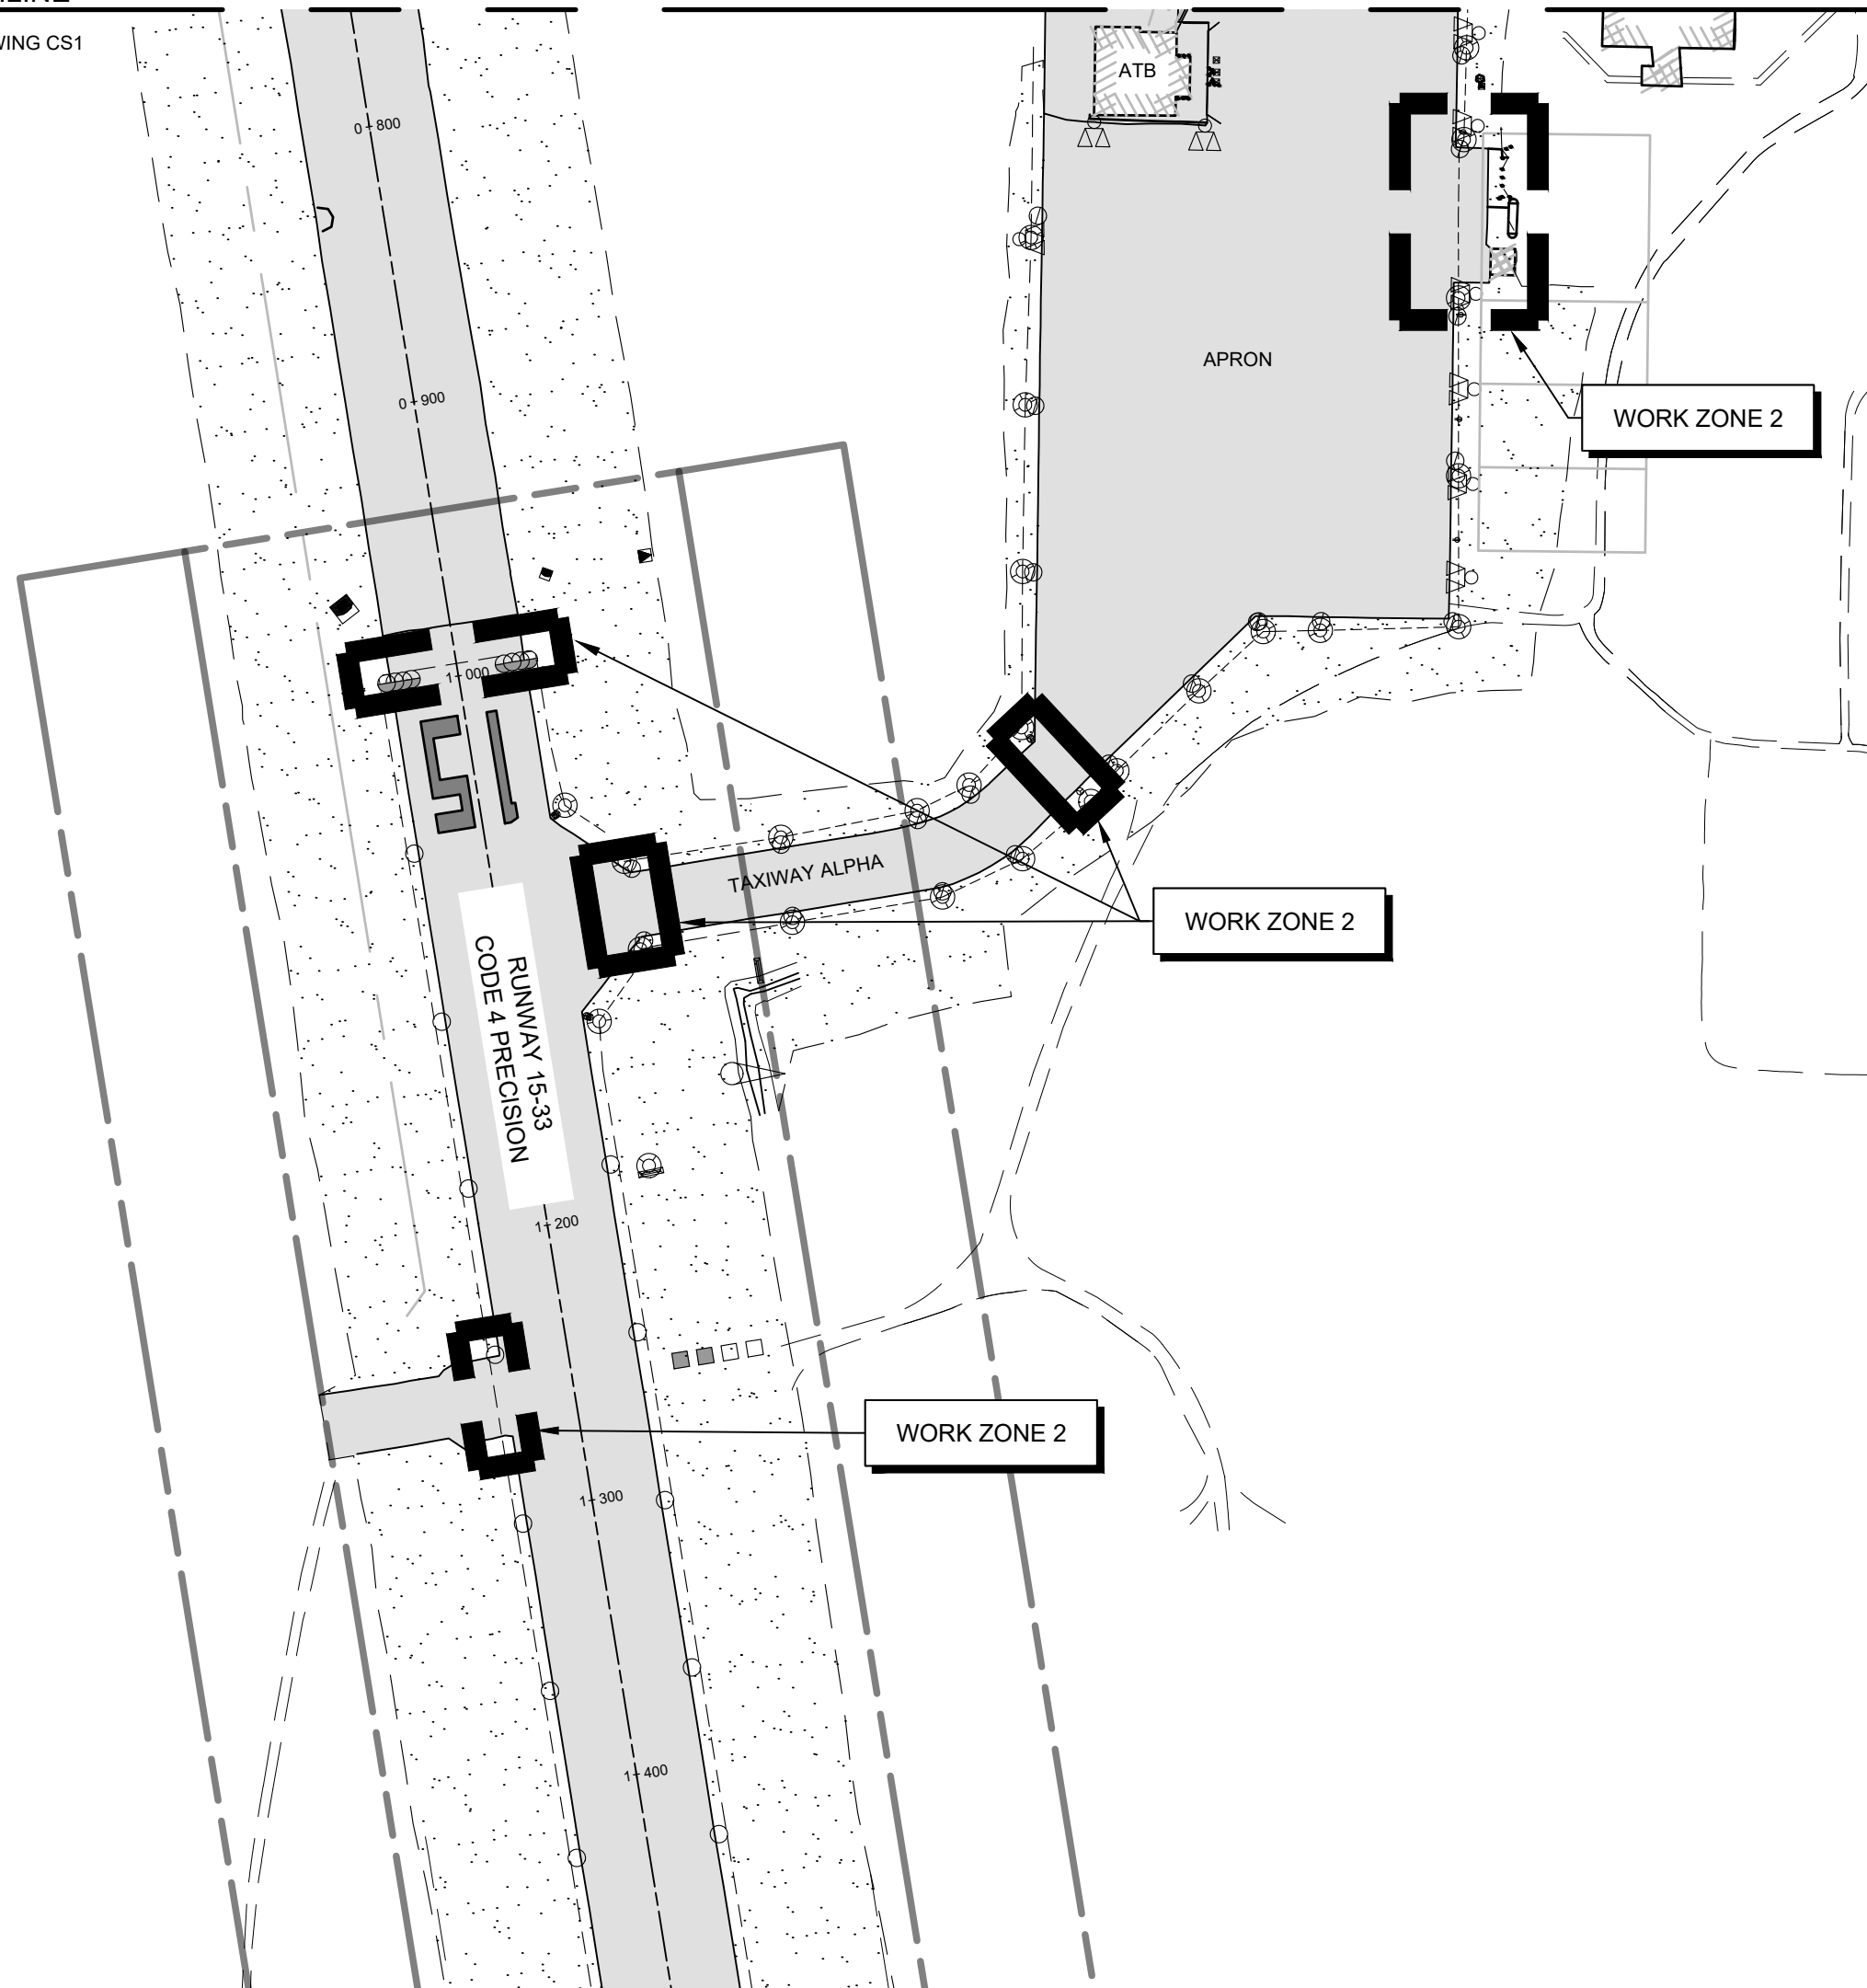 WING CS1
ATB
0+800
APRON
0+900
WORK ZONE 2
1+000
15
TAXIWAY ALPHA
WORK ZONE 2
RUNWAY 15-33
CODE 4 PRECISION
1+200
WORK ZONE 2
1+300
1+400